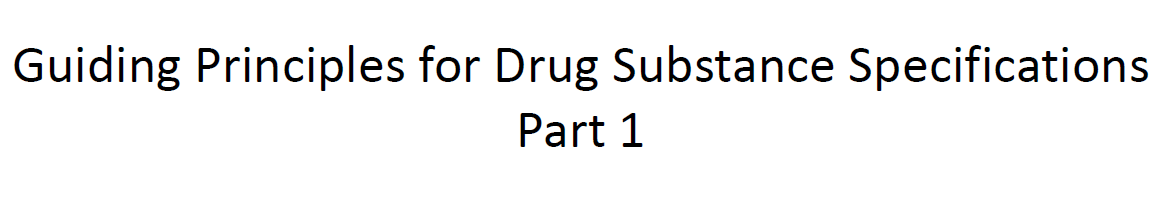 Guiding Principles for Drug Substance Specifications
Part 1